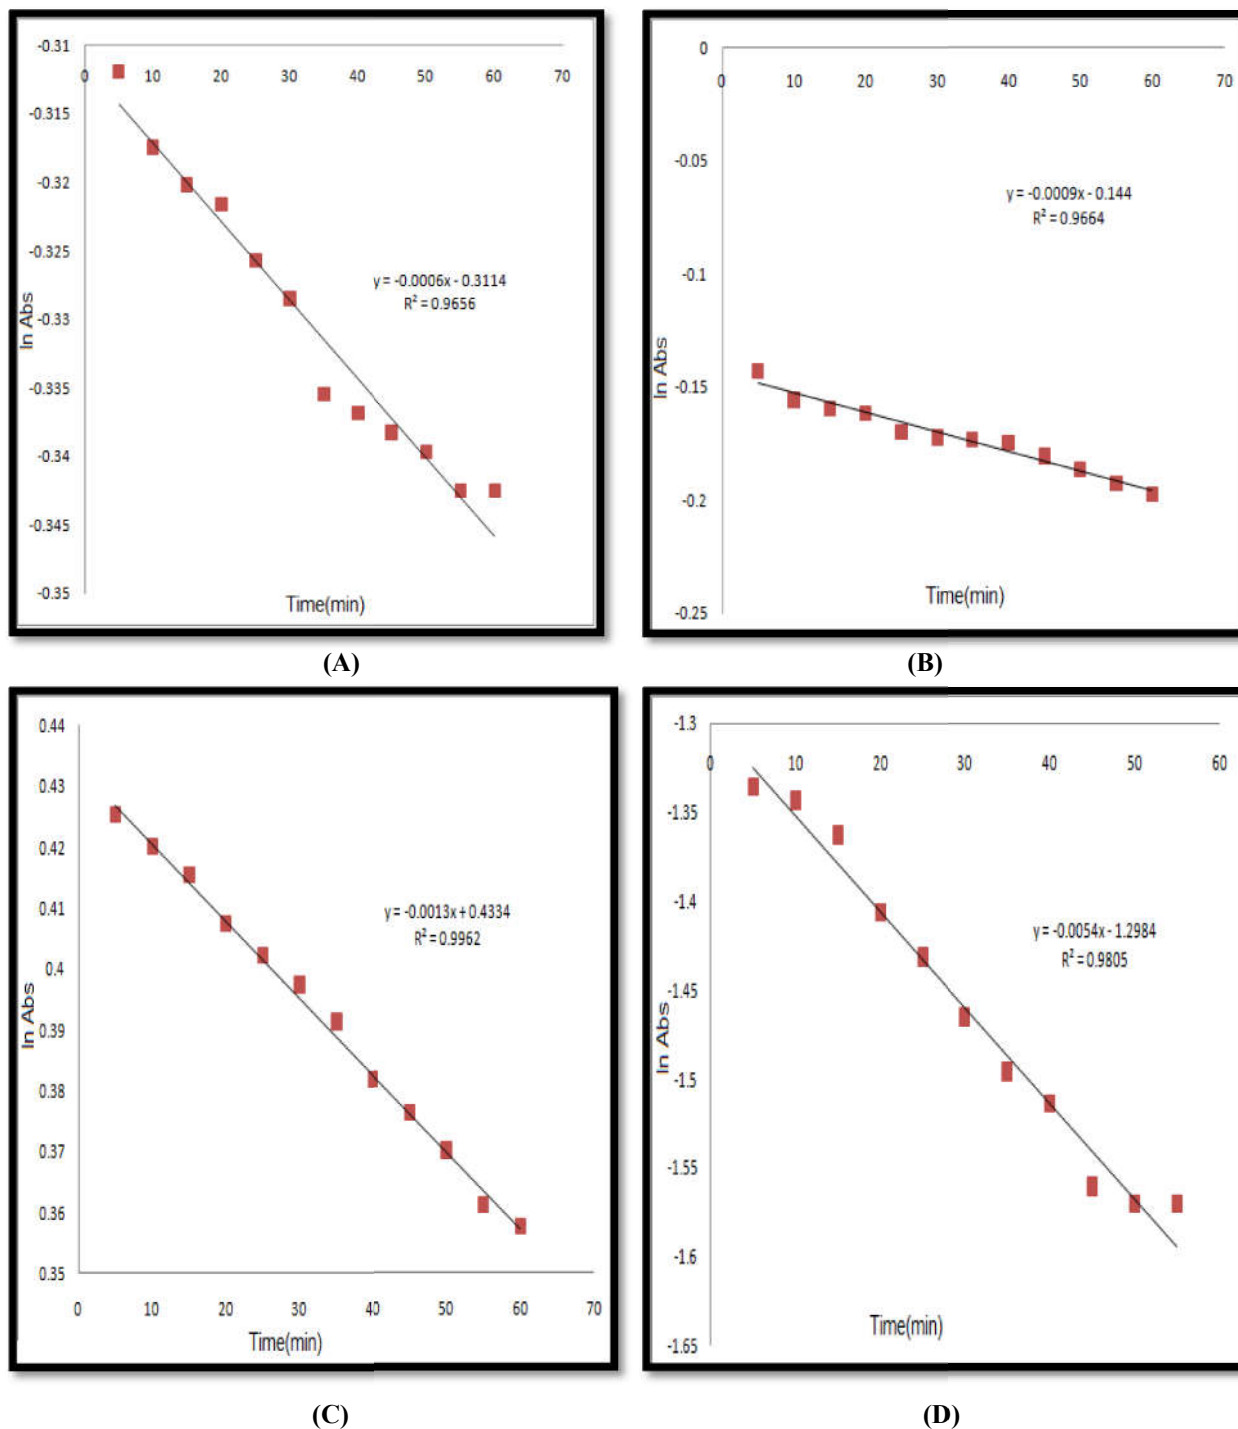 -0.31
0 10 20 30 40 50 60 70
-0.315
-0.32
-0.325
-0.33
-0.335
-0.34
-0.345
-0.35
ln Abs
y = -0.0006x - 0.3114
R² = 0.9656
Time(min)
(A)
0
0 10 20 30 40 50 60 70
-0.05
-0.1
-0.15
-0.2
-0.25
ln Abs
y = -0.0009x - 0.144
R² = 0.9664
Time(min)
(B)
0.44
0.43
0.42
0.41
0.4
0.39
0.38
0.37
0.36
0.35
ln Abs
y = -0.0013x + 0.4334
R² = 0.9962
0 10 20 30 40 50 60 70
Time(min)
(C)
-1.3
0 10 20 30 40 50 60
-1.35
-1.4
-1.45
-1.5
-1.55
-1.6
-1.65
ln Abs
y = -0.0054x - 1.2984
R² = 0.9805
Time(min)
(D)